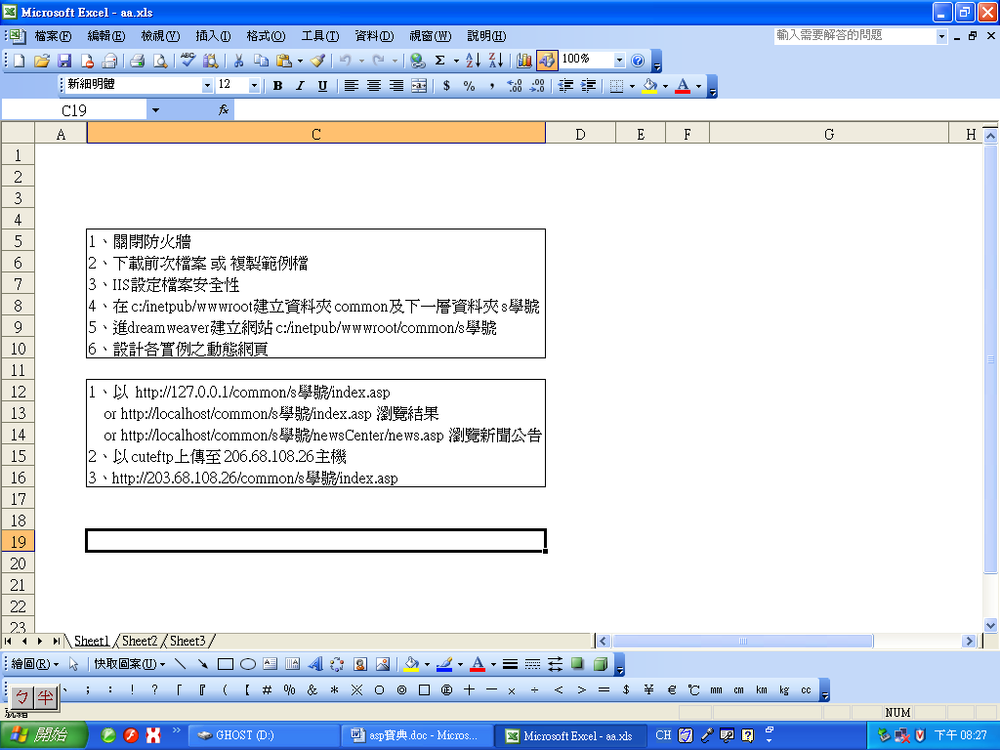 Microsoft Excel - aa.xls
檔案(F) 編輯(E) 檢視(V) 插入(I) 格式(O) 工具(T) 資料(D) 視窗(W) 說明(H) 輸入需要解答的問題
100%
新細明體 12 B I U $ %
C19 fx
A C D E F G H
1
2
3
4
5 1、關閉防火牆
6 2、下載前次檔案 或 複製範例檔
7 3、IIS設定檔案安全性
8 4、在 c:/inetpub/wwwroot建立資料夾 common及下一層資料夾 s學號
9 5、進dreamweaver建立網站 c:/inetpub/wwwroot/common/s學號
10 6、設計各實例之動態網頁
11
12 1、以 http://127.0.0.1/common/s學號/index.asp
13 or http://localhost/common/s學號/index.asp 瀏覽結果
14 or http://localhost/common/s學號/newsCenter/news.asp 瀏覽新聞公告
15 2、以 cuteftp上傳至 206.68.108.26主機
16 3、http://203.68.108.26/common/s學號/index.asp
17
18
19
20
21
22
23
Sheet1 Sheet2 Sheet3
繪圖(R) 快取圖案(U)
、 ; : ! ? 「 『 ( 【 # % & * ※ ○ ◎ □ ㊣ + - × ÷ < > = $ ¥ € ℃ mm cm km kg cc
ㄅ 半
就緒 NUM
開始 GHOST (D:) asp寶典.doc - Micros... Microsoft Excel - aa.xls CH 下午 08:27